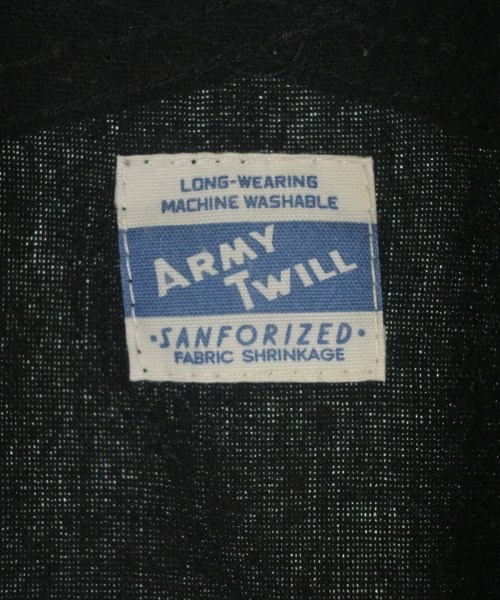 LONG-WEARING
MACHINE WASHABLE
ARMY
TWILL
·SANFORIZED·
FABRIC SHRINKAGE